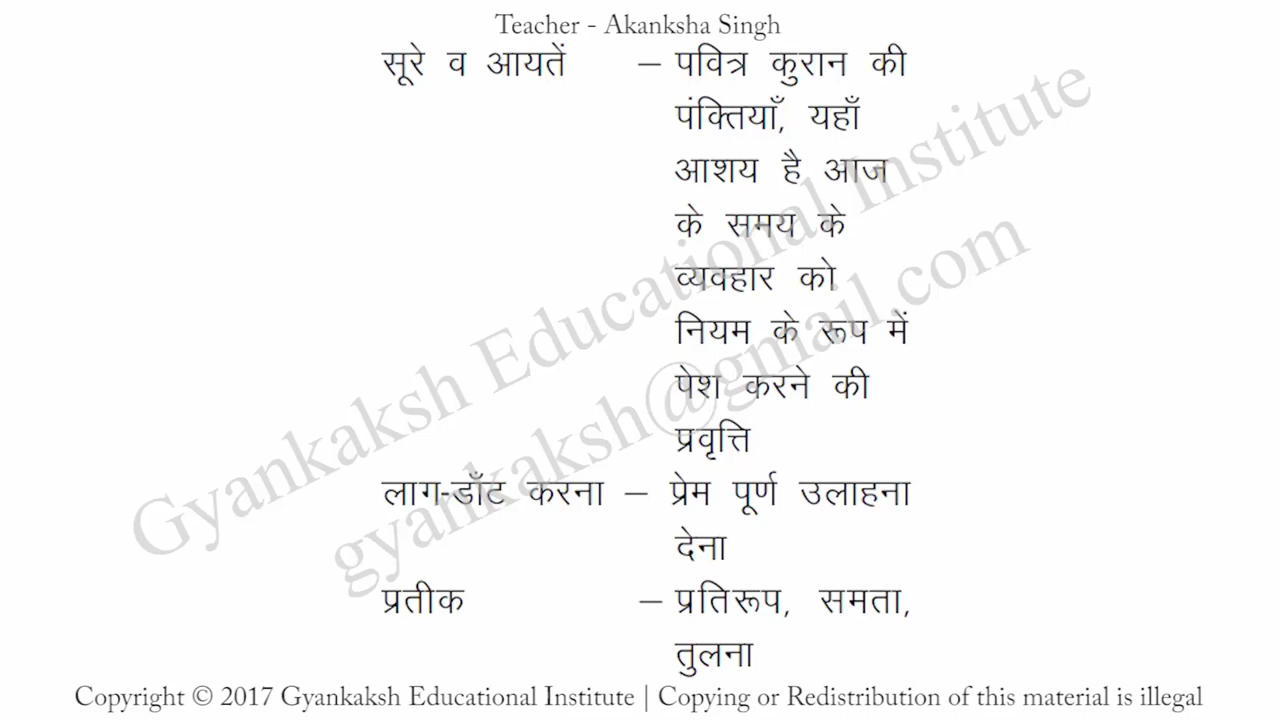 Teacher - Akanksha Singh
सूरे व आयतें – पवित्र कुरान की
पंक्तियाँ, यहाँ
आशय है आज
के समय के
व्यवहार को
नियम के रूप में
पेश करने की
प्रवृत्ति
लाग-डाँट करना – प्रेम पूर्ण उलाहना
देना
प्रतीक – प्रतिरूप, समता,
तुलना
Gyankaksh Educational Institute
gyankaksh@gmail.com
Copyright © 2017 Gyankaksh Educational Institute | Copying or Redistribution of this material is illegal